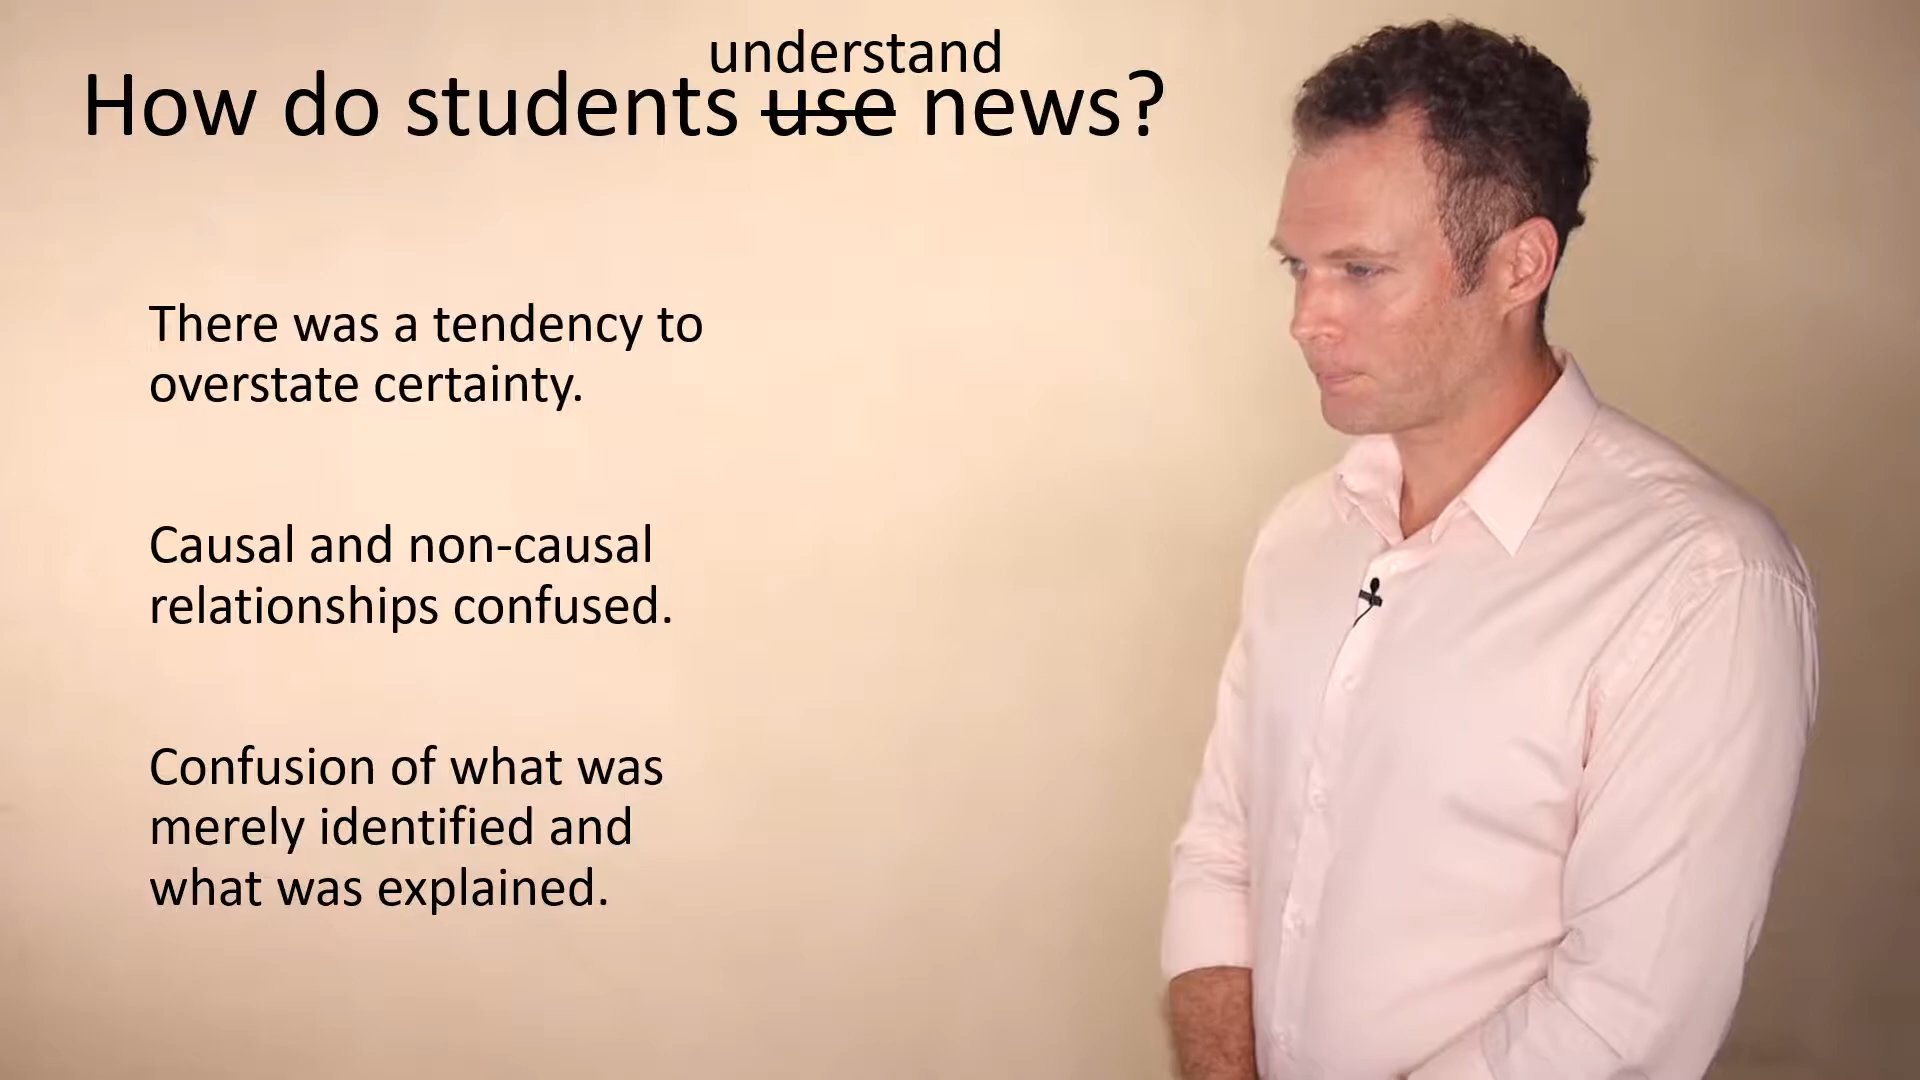 understand
How do students use news?
There was a tendency to
overstate certainty.
Causal and non-causal
relationships confused.
Confusion of what was
merely identified and
what was explained.